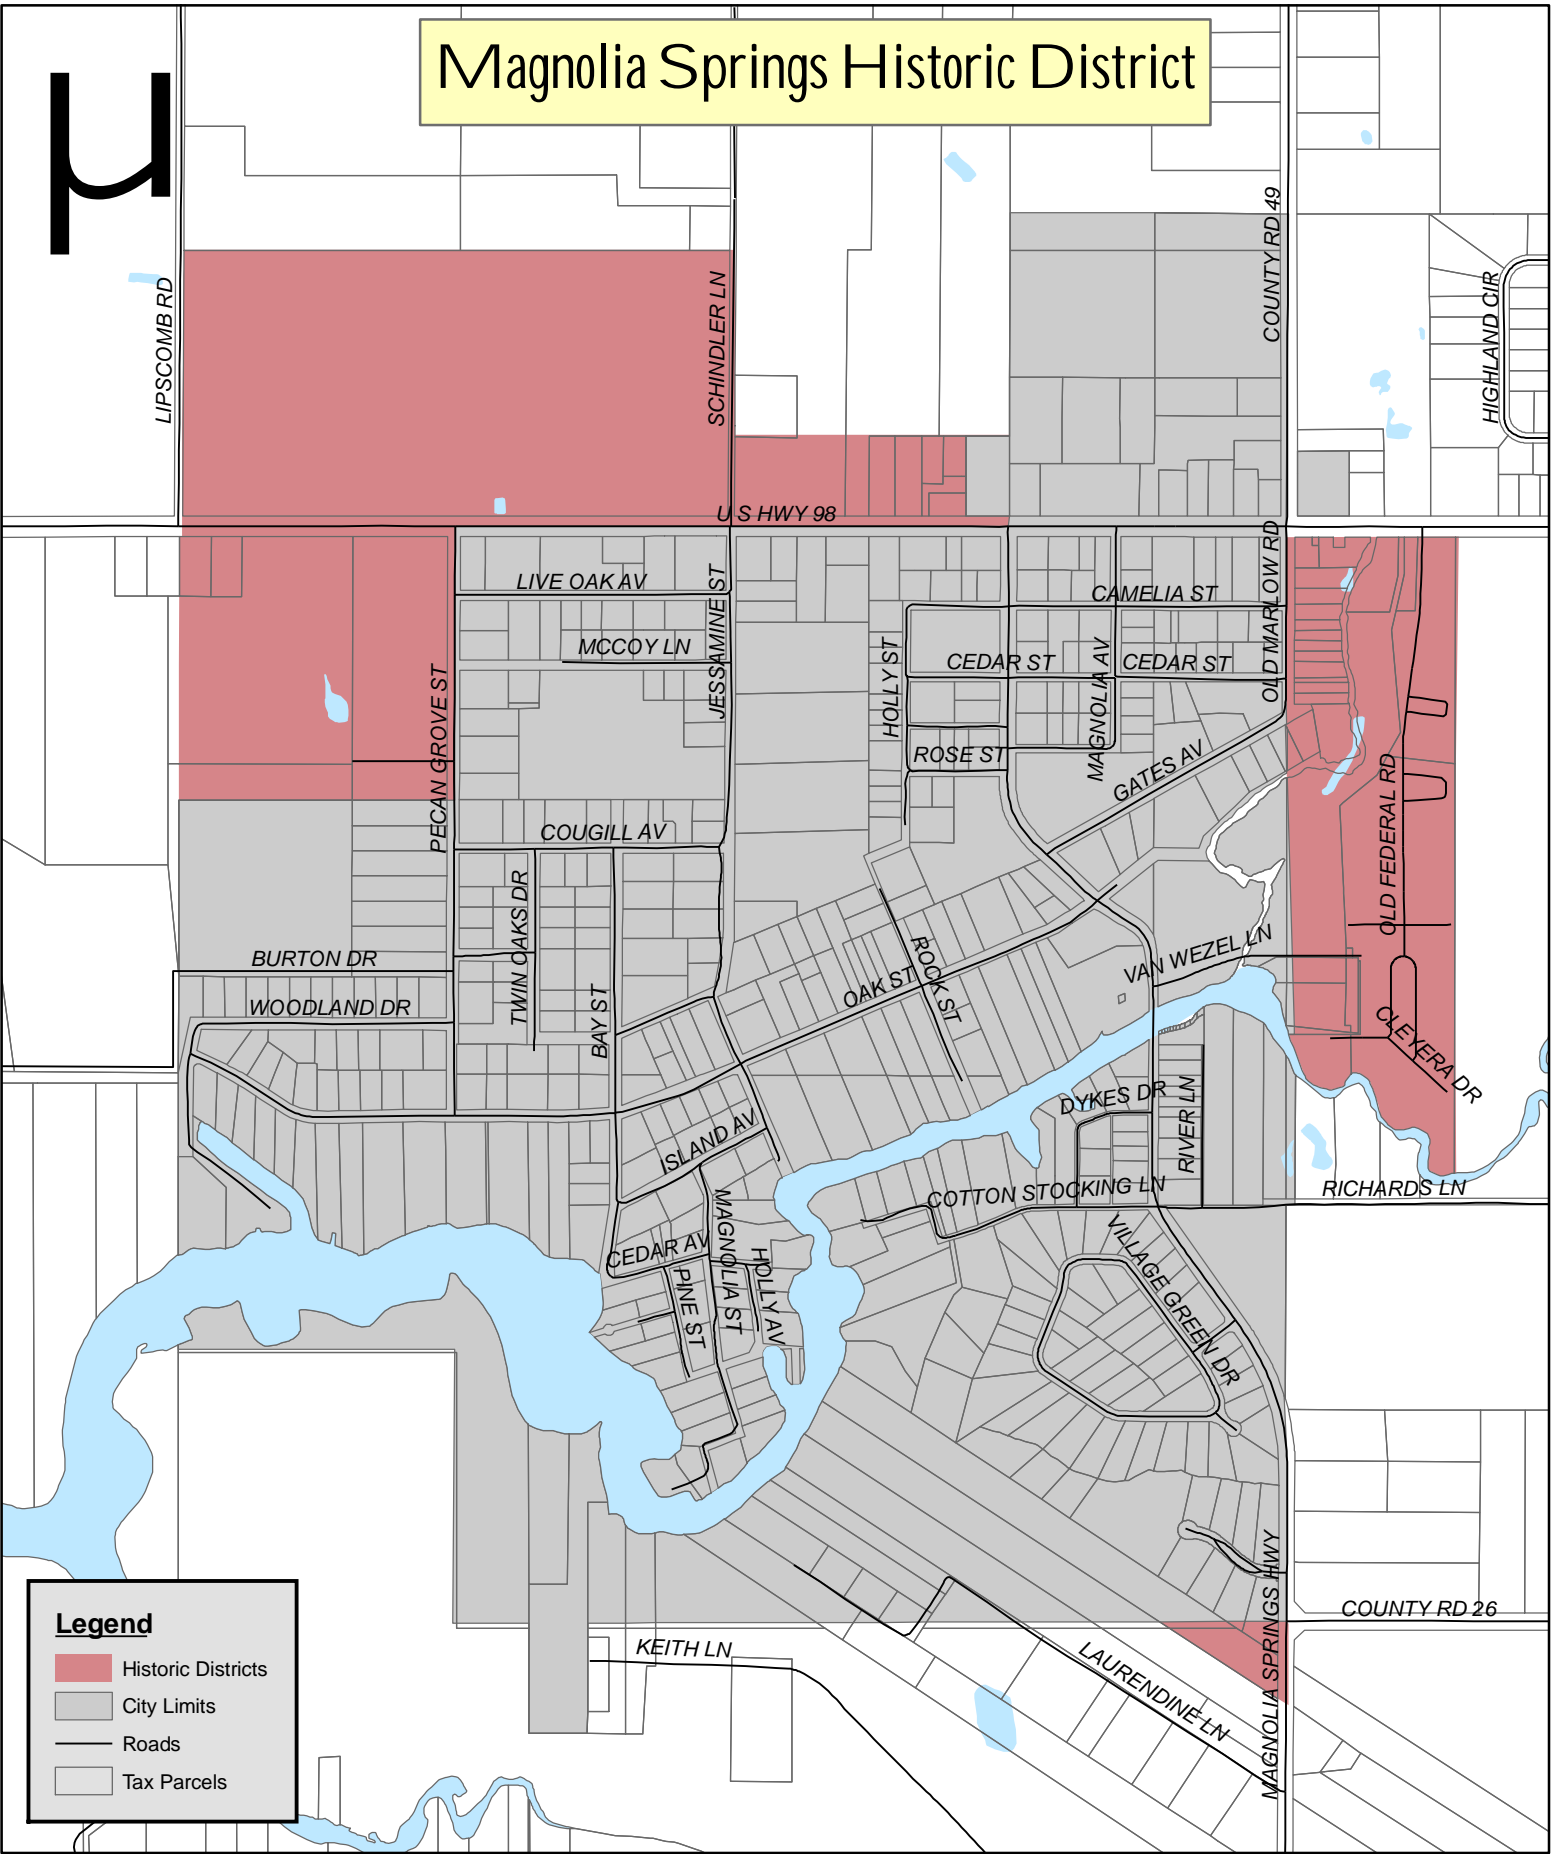 Magnolia Springs Historic District
µ
LIPSCOMB RD
SCHINDLER LN
COUNTY RD 49
HIGHLAND CIR
U S HWY 98
LIVE OAK AV
MCCOY LN
JESSAMINE ST
PECAN GROVE ST
COUGILL AV
HOLLY ST
CAMELIA ST
CEDAR ST
CEDAR ST
MAGNOLIA AV
OLD MARLOW RD
ROSE ST
GATES AV
OLD FEDERAL RD
BURTON DR
WOODLAND DR
TWIN OAKS DR
BAY ST
OAK ST
ROCK ST
VAN WEZEL LN
CLEYERA DR
ISLAND AV
DYKES DR
RIVER LN
COTTON STOCKING LN
RICHARDS LN
CEDAR AV
MAGNOLIA ST
HOLLY AV
PINE ST
VILLAGE GREEN DR
MAGNOLIA SPRINGS HWY
COUNTY RD 26
KEITH LN
LAURENDINE LN
Legend
Historic Districts
City Limits
Roads
Tax Parcels